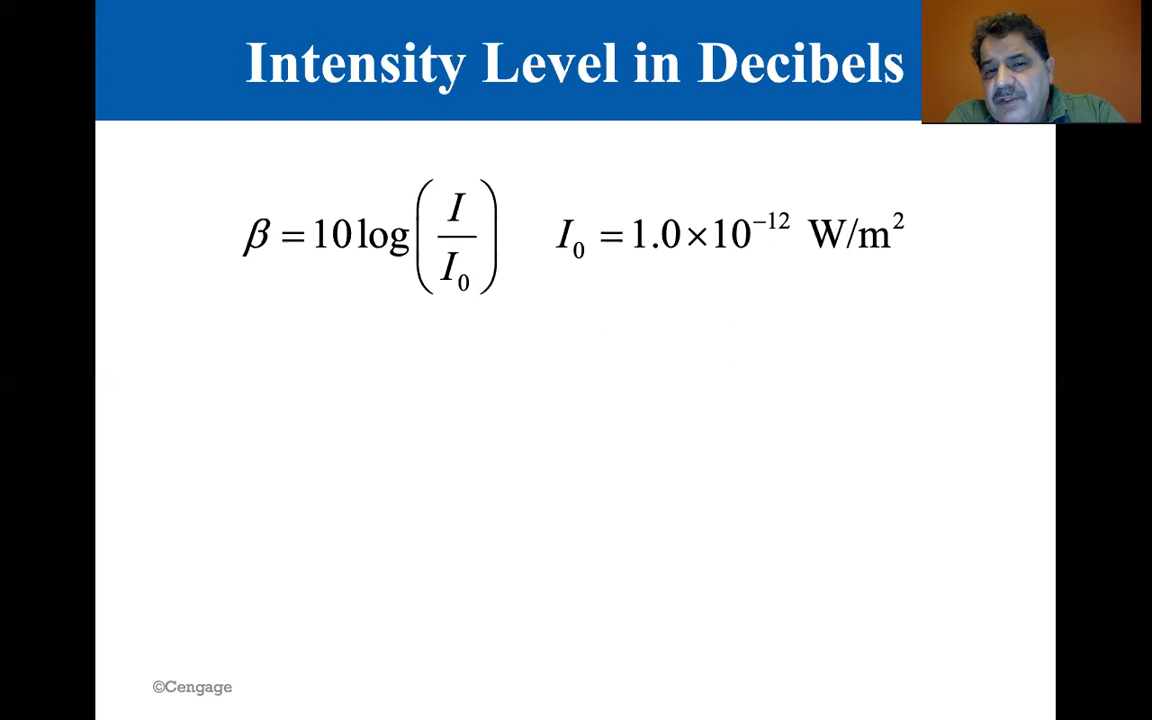 Intensity Level in Decibels
β = 10 log(I/I₀) I₀ = 1.0×10⁻¹² W/m²
©Cengage